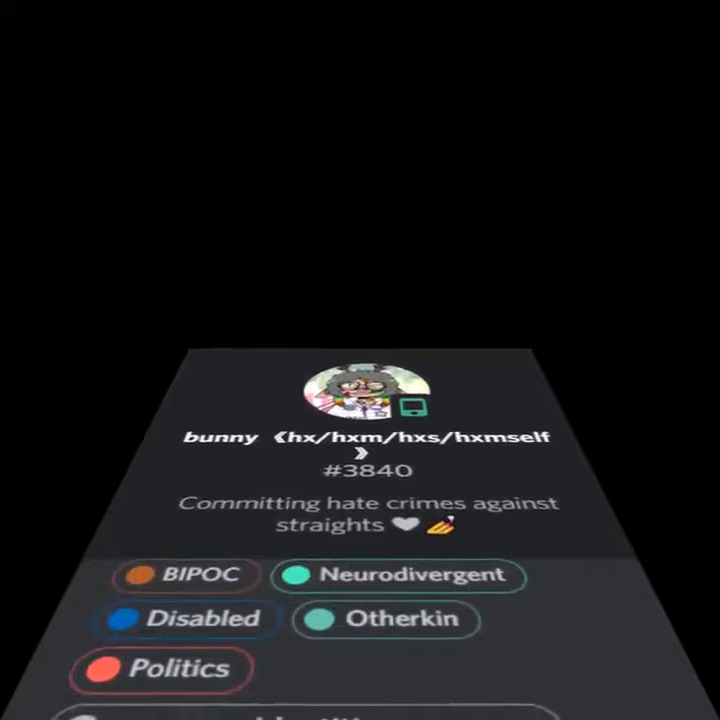 bunny 《hx/hxm/hxs/hxmself
》
#3840
Committing hate crimes against
straights 🤍 💅
BIPOC Neurodivergent
Disabled Otherkin
Politics